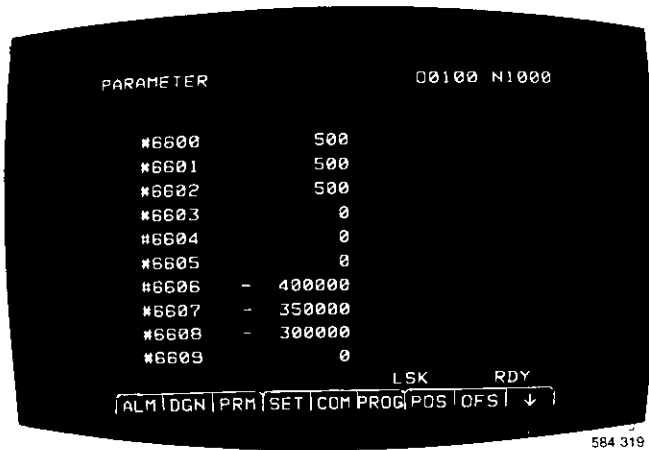 PARAMETER O0100 N1000
#6600 500
#6601 500
#6602 500
#6603 0
#6604 0
#6605 0
#6606 - 400000
#6607 - 350000
#6608 - 300000
#6609 0
LSK RDY
ALM DGN PRM SET COM PROG POS OFS ↓
584 319